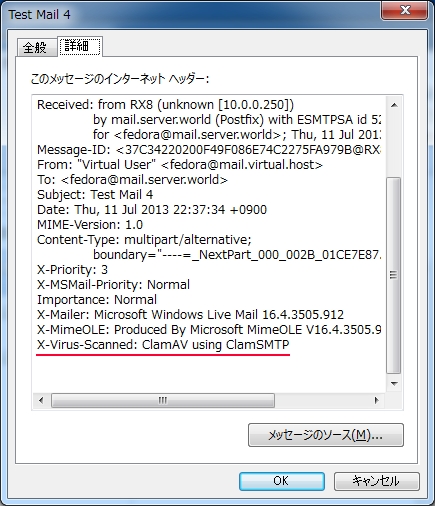 Test Mail 4
全般
詳細
このメッセージのインターネット ヘッダー:
Received: from RX8 (unknown [10.0.0.250])
by mail.server.world (Postfix) with ESMTPSA id 52
for <fedora@mail.server.world>; Thu, 11 Jul 2013
Message-ID: <37C34220200F49F086E74C2275FA979B@RX8
From: "Virtual User" <fedora@mail.virtual.host>
To: <fedora@mail.server.world>
Subject: Test Mail 4
Date: Thu, 11 Jul 2013 22:37:34 +0900
MIME-Version: 1.0
Content-Type: multipart/alternative;
boundary="----=_NextPart_000_002B_01CE7E87.
X-Priority: 3
X-MSMail-Priority: Normal
Importance: Normal
X-Mailer: Microsoft Windows Live Mail 16.4.3505.912
X-MimeOLE: Produced By Microsoft MimeOLE V16.4.3505.912
X-Virus-Scanned: ClamAV using ClamSMTP
メッセージのソース(M)...
OK
キャンセル